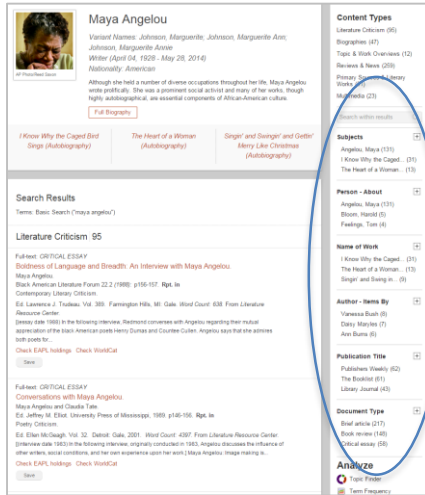 Maya Angelou
Variant Names: Johnson, Marguerite, Johnson, Marguerite Ann;
Johnson, Marguerite Annie
Writer (April 04, 1928 - May 28, 2014)
Nationality: American
Although she held a number of diverse occupations throughout her life, Maya Angelou
wrote prolifically. She was a prominent social activist and many of her works, though
highly autobiographical, are essential components of African-American culture.
Full Biography
AP Photo/Reed Saxon
I Know Why the Caged Bird
Sings (Autobiography)
The Heart of a Woman
(Autobiography)
Singin' and Swingin' and Gettin'
Merry Like Christmas
(Autobiography)
Search Results
Terms: Basic Search ("maya angelou")
Literature Criticism 95
Full-text CRITICAL ESSAY
Boldness of Language and Breadth: An Interview with Maya Angelou.
Maya Angelou
Black American Literature Forum 22.2 (1988): p156-157. Rpt. in
Contemporary Literary Criticism.
Ed. Lawrence J. Trudeau. Vol. 389. Farmington Hills, MI: Gale. Word Count: 638. From Literature
Resource Center.
[(essay date 1988) In the following interview, Redmond converses with Angelou regarding their mutual
appreciation of the black American poets Henry Dumas and Countee Cullen. Angelou says that she admires
both poets for...
Check EAPL holdings Check WorldCat
Save
Full-text CRITICAL ESSAY
Conversations with Maya Angelou.
Maya Angelou and Claudia Tate.
Ed. Jeffrey M. Elliot. University Press of Mississippi, 1989. p146-156. Rpt. in
Poetry Criticism.
Ed. Ellen McGeagh. Vol. 32. Detroit: Gale, 2001. Word Count: 4397. From Literature Resource Center.
[(interview date 1983) In the following interview, originally conducted in 1983, Angelou discusses the influence of
other writers, social conditions, and her own experience upon her work.] Maya Angelou: Image making is...
Check EAPL holdings Check WorldCat
Save
Content Types
Literature Criticism (95)
Biographies (47)
Topic & Work Overviews (12)
Reviews & News (269)
Primary Sources & Literary
Works
Multimedia (23)
Search within results
Subjects
Angelou, Maya (131)
I Know Why the Caged... (31)
The Heart of a Woman... (13)
Person - About
Angelou, Maya (131)
Bloom, Harold (5)
Feelings, Tom (4)
Name of Work
I Know Why the Caged... (31)
The Heart of a Woman... (13)
Singin' and Swing in... (9)
Author - Items By
Vanessa Bush (8)
Daisy Maryles (7)
Ann Burns (6)
Publication Title
Publishers Weekly (62)
The Booklist (61)
Library Journal (43)
Document Type
Brief article (217)
Book review (148)
Critical essay (58)
Analyze
Topic Finder
Term Frequency